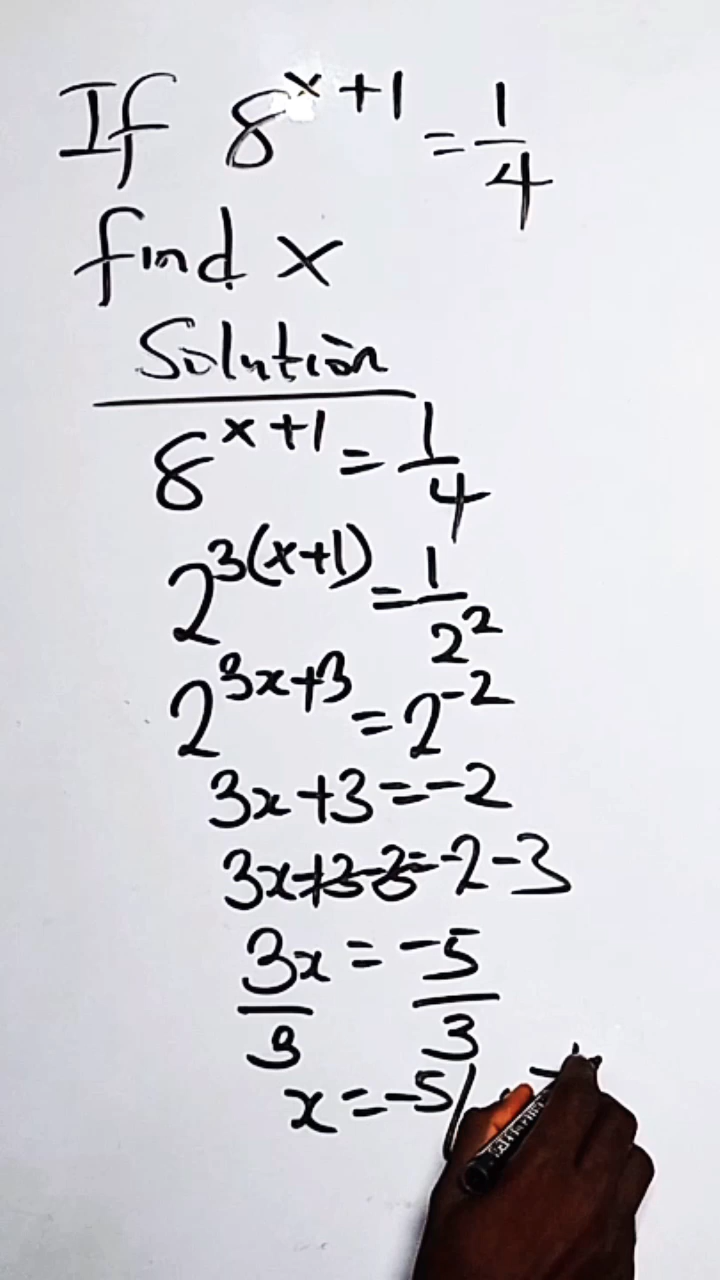 If 8^x+1 = 1/4
find x
Solution
8^x+1 = 1/4
2^3(x+1) = 1/2^2
2^3x+3 = 2^-2
3x+3=-2
3x+3-3=-2-3
3x/3 = -5/3
x=-5/